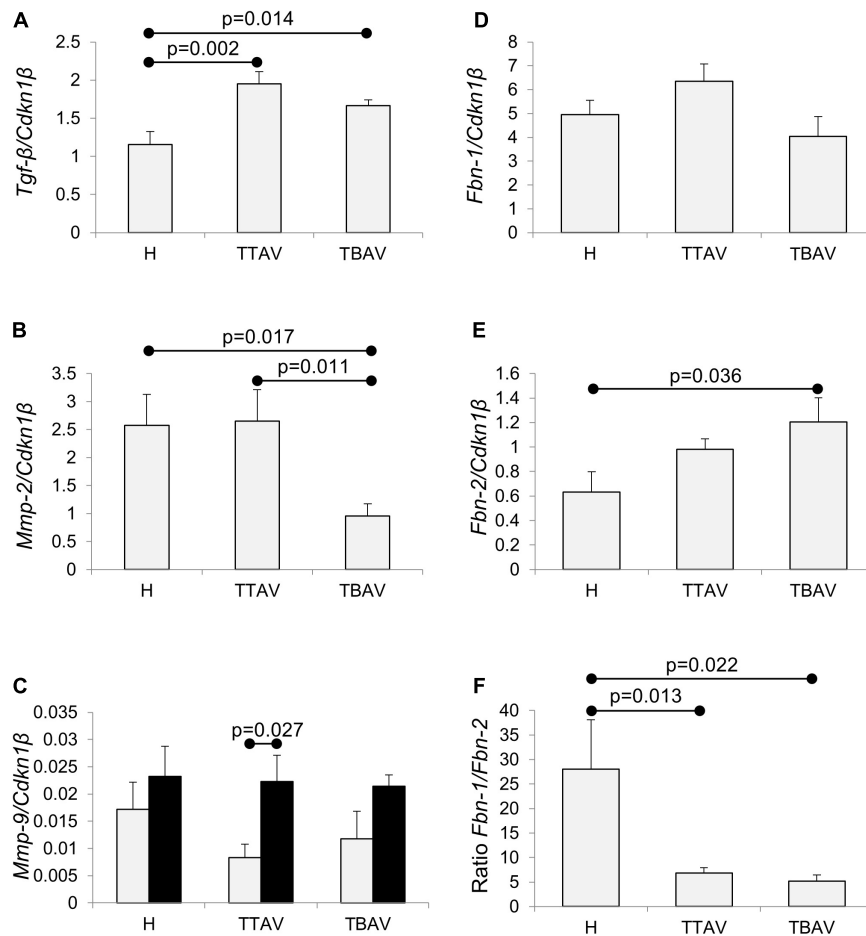 A
p=0.014
p=0.002
Tgf-β/Cdkn1β
2.5
2
1.5
1
0.5
0
H TTAV TBAV
D
Fbn-1/Cdkn1β
8
7
6
5
4
3
2
1
0
H TTAV TBAV
B
p=0.017
p=0.011
Mmp-2/Cdkn1β
3.5
3
2.5
2
1.5
1
0.5
0
H TTAV TBAV
E
p=0.036
Fbn-2/Cdkn1β
1.6
1.4
1.2
1
0.8
0.6
0.4
0.2
0
H TTAV TBAV
C
p=0.027
Mmp-9/Cdkn1β
0.035
0.03
0.025
0.02
0.015
0.01
0.005
0
H TTAV TBAV
F
p=0.022
p=0.013
Ratio Fbn-1/Fbn-2
40
35
30
25
20
15
10
5
0
H TTAV TBAV